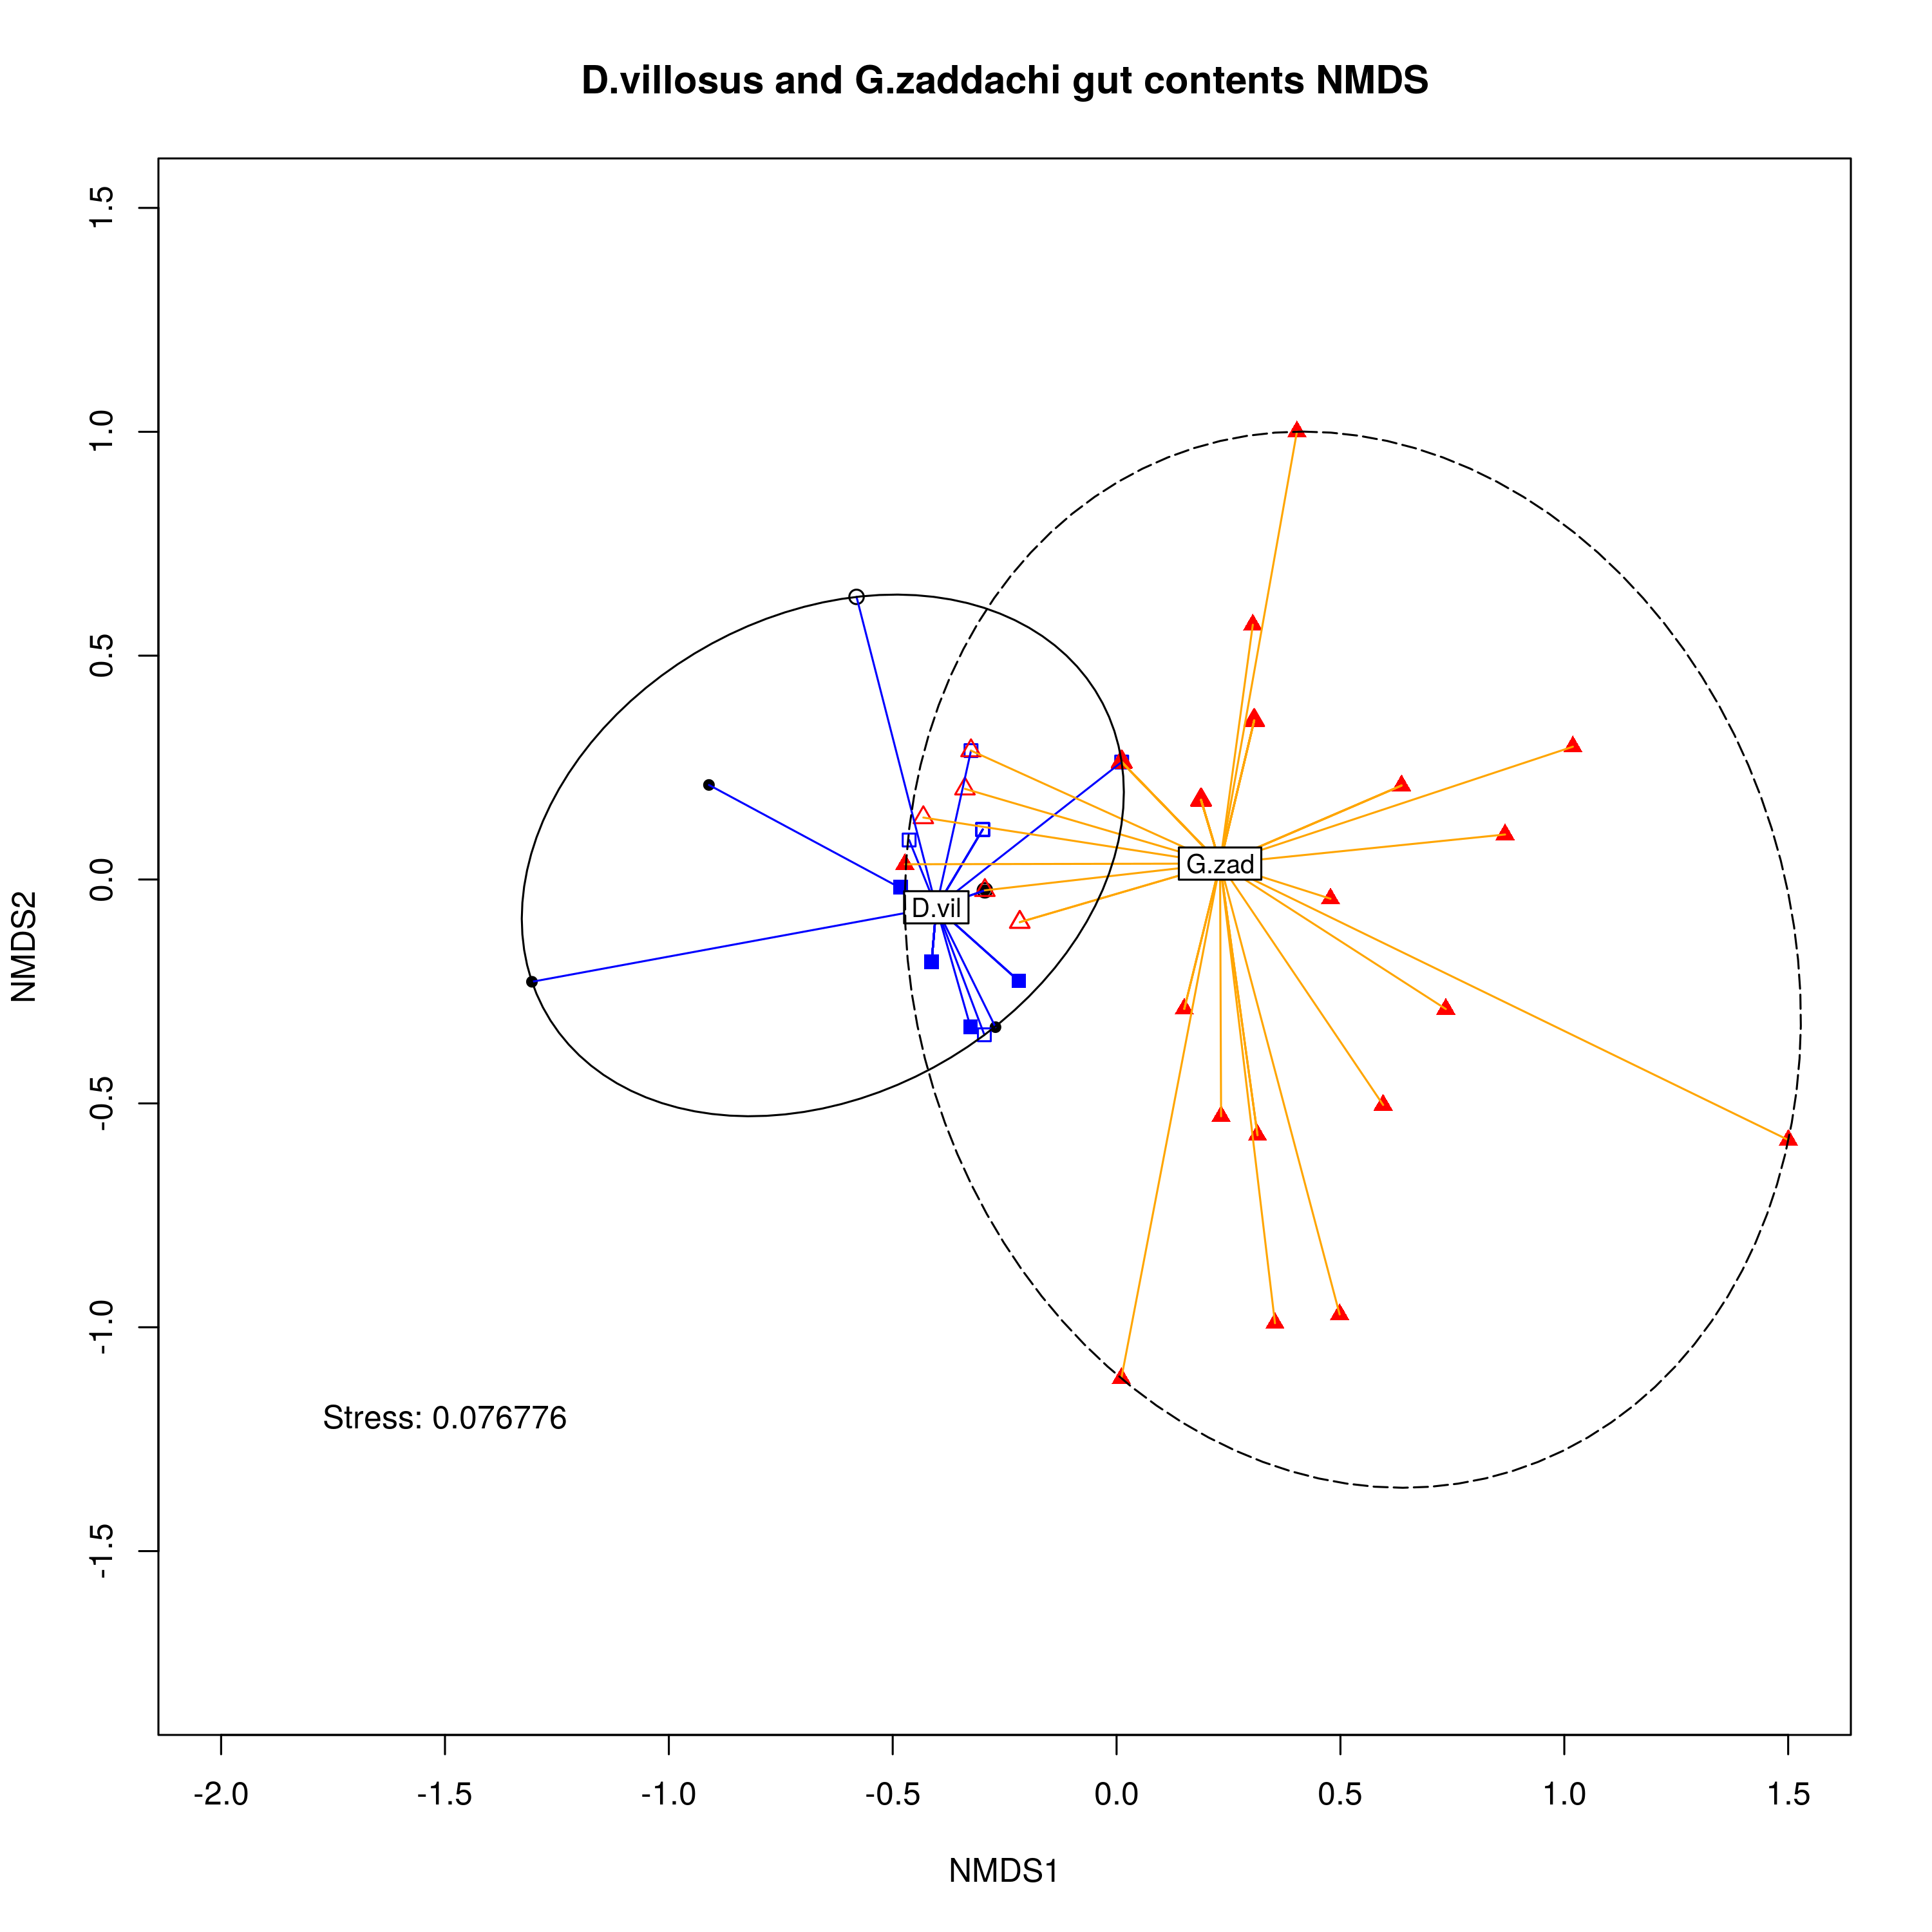 D.villosus and G.zaddachi gut contents NMDS
1.5
1.0
0.5
0.0
-0.5
-1.0
-1.5
NMDS2
G.zad
D.vil
Stress: 0.076776
-2.0 -1.5 -1.0 -0.5 0.0 0.5 1.0 1.5
NMDS1